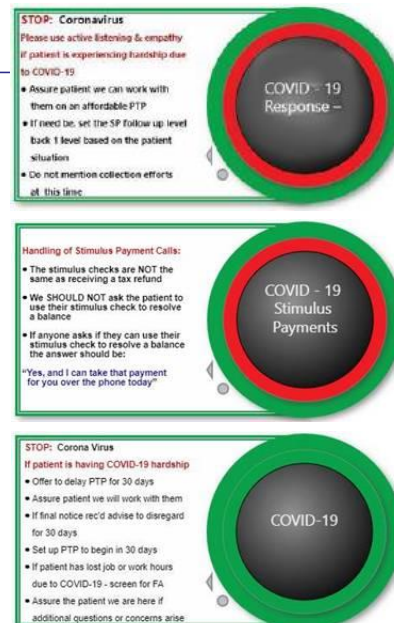 STOP: Coronavirus
Please use active listening & empathy
if patient is experiencing hardship due
to COVID-19
• Assure patient we can work with
them on an affordable PTP
• If need be, set the SP follow up level
back 1 level based on the patient
situation
• Do not mention collection efforts
at this time
COVID - 19
Response –
Handling of Stimulus Payment Calls:
• The stimulus checks are NOT the
same as receiving a tax refund
• We SHOULD NOT ask the patient to
use their stimulus check to resolve
a balance
• If anyone asks if they can use their
stimulus check to resolve a balance
the answer should be:
"Yes, and I can take that payment
for you over the phone today"
COVID - 19
Stimulus
Payments
STOP: Corona Virus
If patient is having COVID-19 hardship
• Offer to delay PTP for 30 days
• Assure patient we will work with them
• If final notice rec'd advise to disregard
for 30 days
• Set up PTP to begin in 30 days
• If patient has lost job or work hours
due to COVID-19 - screen for FA
• Assure the patient we are here if
additional questions or concerns arise
COVID-19